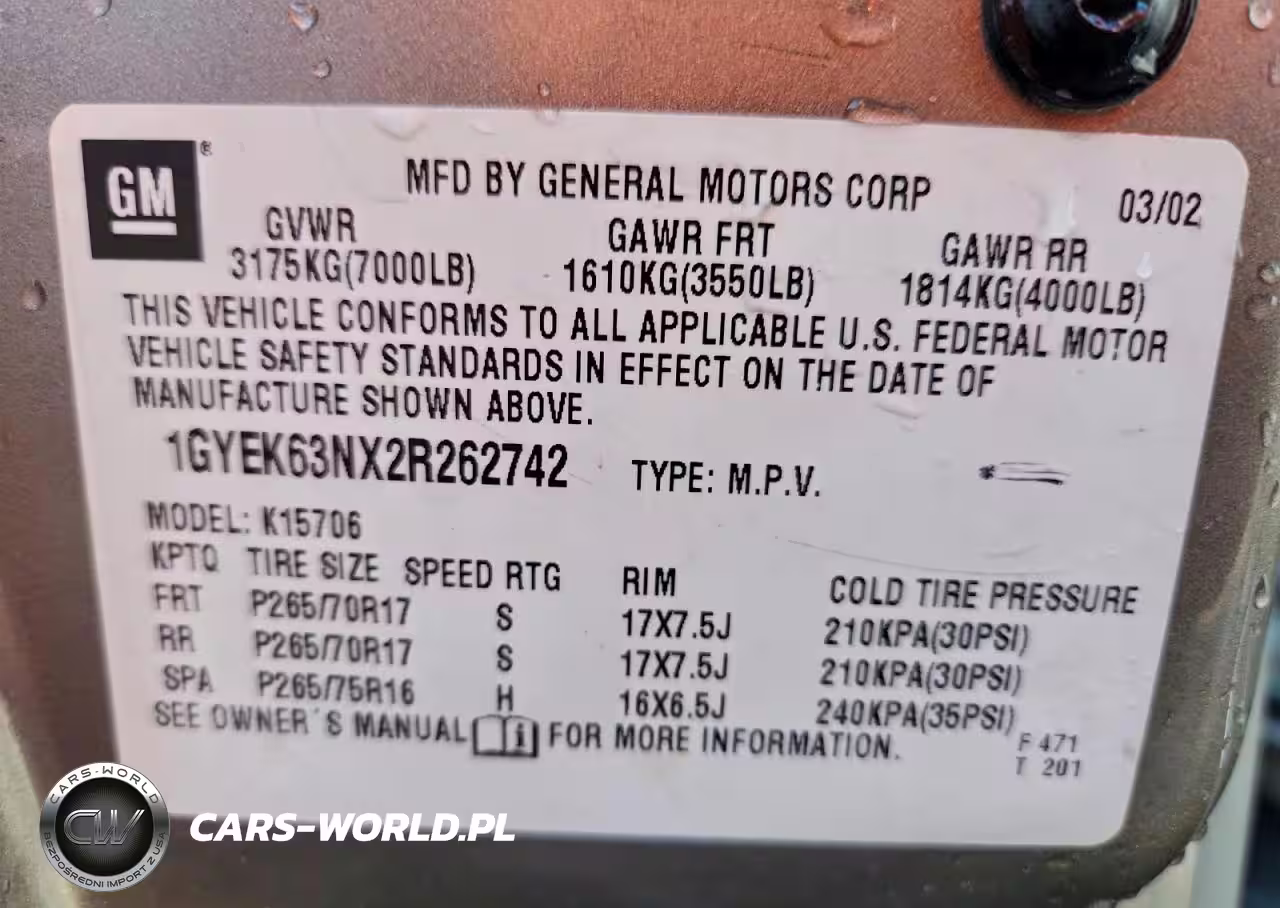 GM ®
MFD BY GENERAL MOTORS CORP 03/02
GVWR GAWR FRT GAWR RR
3175KG(7000LB) 1610KG(3550LB) 1814KG(4000LB)
THIS VEHICLE CONFORMS TO ALL APPLICABLE U.S. FEDERAL MOTOR
VEHICLE SAFETY STANDARDS IN EFFECT ON THE DATE OF
MANUFACTURE SHOWN ABOVE.
1GYEK63NX2R262742 TYPE: M.P.V.
MODEL: K15706
KPTQ TIRE SIZE SPEED RTG RIM COLD TIRE PRESSURE
FRT P265/70R17 S 17X7.5J 210KPA(30PSI)
RR P265/70R17 S 17X7.5J 210KPA(30PSI)
SPA P265/75R16 H 16X6.5J 240KPA(35PSI)
SEE OWNER´S MANUAL i FOR MORE INFORMATION.
F 471
T 201
CARS-WORLD
CW
BEZPOŚREDNI IMPORT Z USA
CARS-WORLD.PL